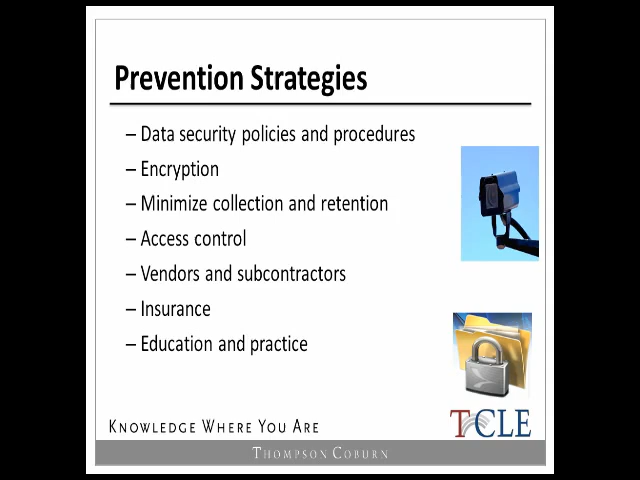 Prevention Strategies
– Data security policies and procedures
– Encryption
– Minimize collection and retention
– Access control
– Vendors and subcontractors
– Insurance
– Education and practice
KNOWLEDGE WHERE YOU ARE
TCCLE
THOMPSON COBURN